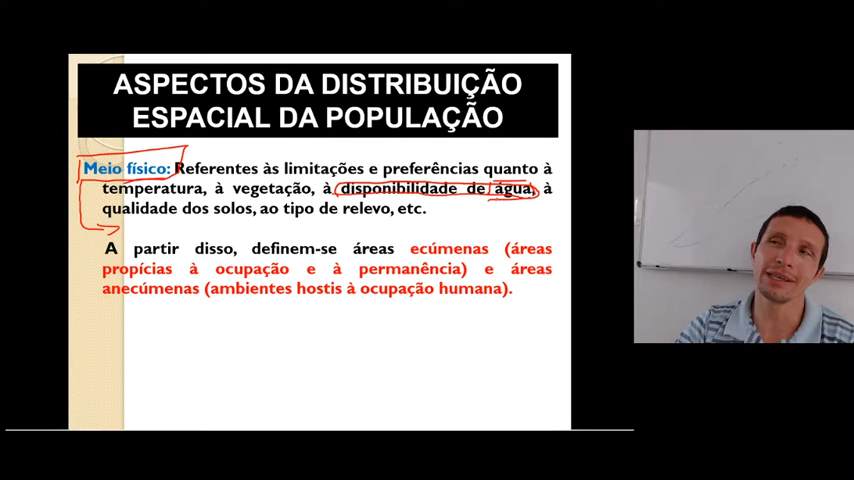 ASPECTOS DA DISTRIBUIÇÃO
ESPACIAL DA POPULAÇÃO
Meio físico: Referentes às limitações e preferências quanto à
temperatura, à vegetação, à disponibilidade de água, à
qualidade dos solos, ao tipo de relevo, etc.
A partir disso, definem-se áreas ecúmenas (áreas
propícias à ocupação e à permanência) e áreas
anecúmenas (ambientes hostis à ocupação humana).